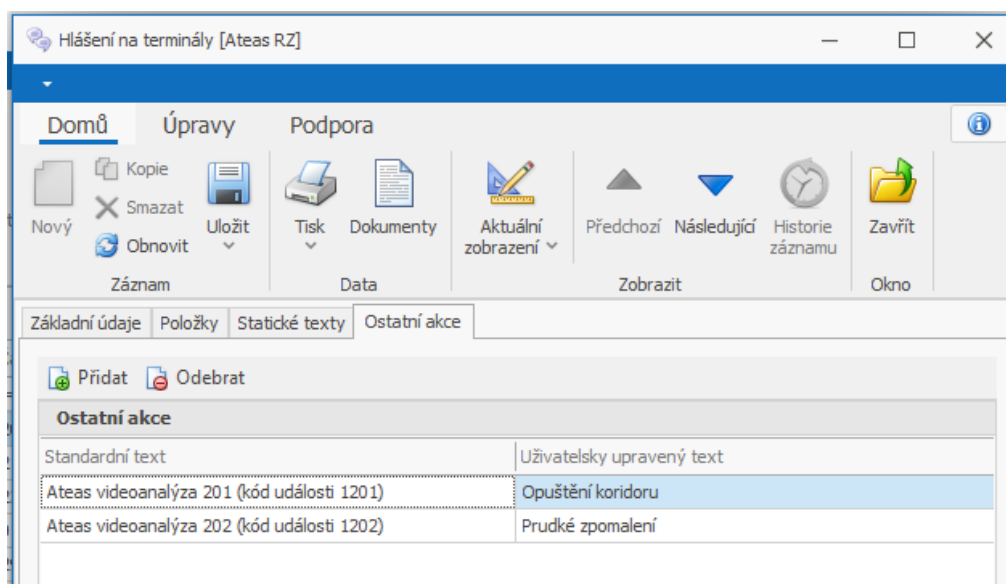 Hlášení na terminály [Ateas RZ]
Domů Úpravy Podpora
Nový
Kopie
Smazat
Obnovit
Uložit
Záznam
Tisk
Dokumenty
Data
Aktuální
zobrazení
Předchozí
Následující
Historie
záznamu
Zobrazit
Zavřít
Okno
Základní údaje Položky Statické texty Ostatní akce
Přidat Odebrat
Ostatní akce
Standardní text Uživatelsky upravený text
Ateas videoanalýza 201 (kód události 1201) Opuštění koridoru
Ateas videoanalýza 202 (kód události 1202) Prudké zpomalení